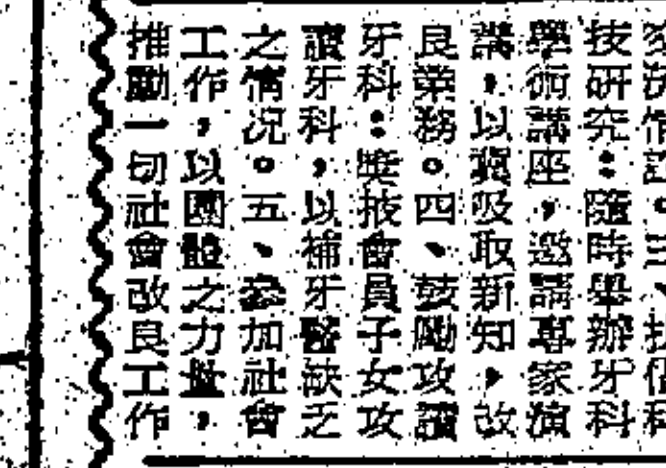 。三、
技研究：隨時舉辦牙科
學術講座，邀請專家演
講，以冀吸取新知，改
良業務。四、鼓勵攻讀
牙科：獎掖會員子女攻
讀牙科，以補牙醫缺乏
之情况。五、參加社會
工作，以團體之力量，
推動一切社會改良工作